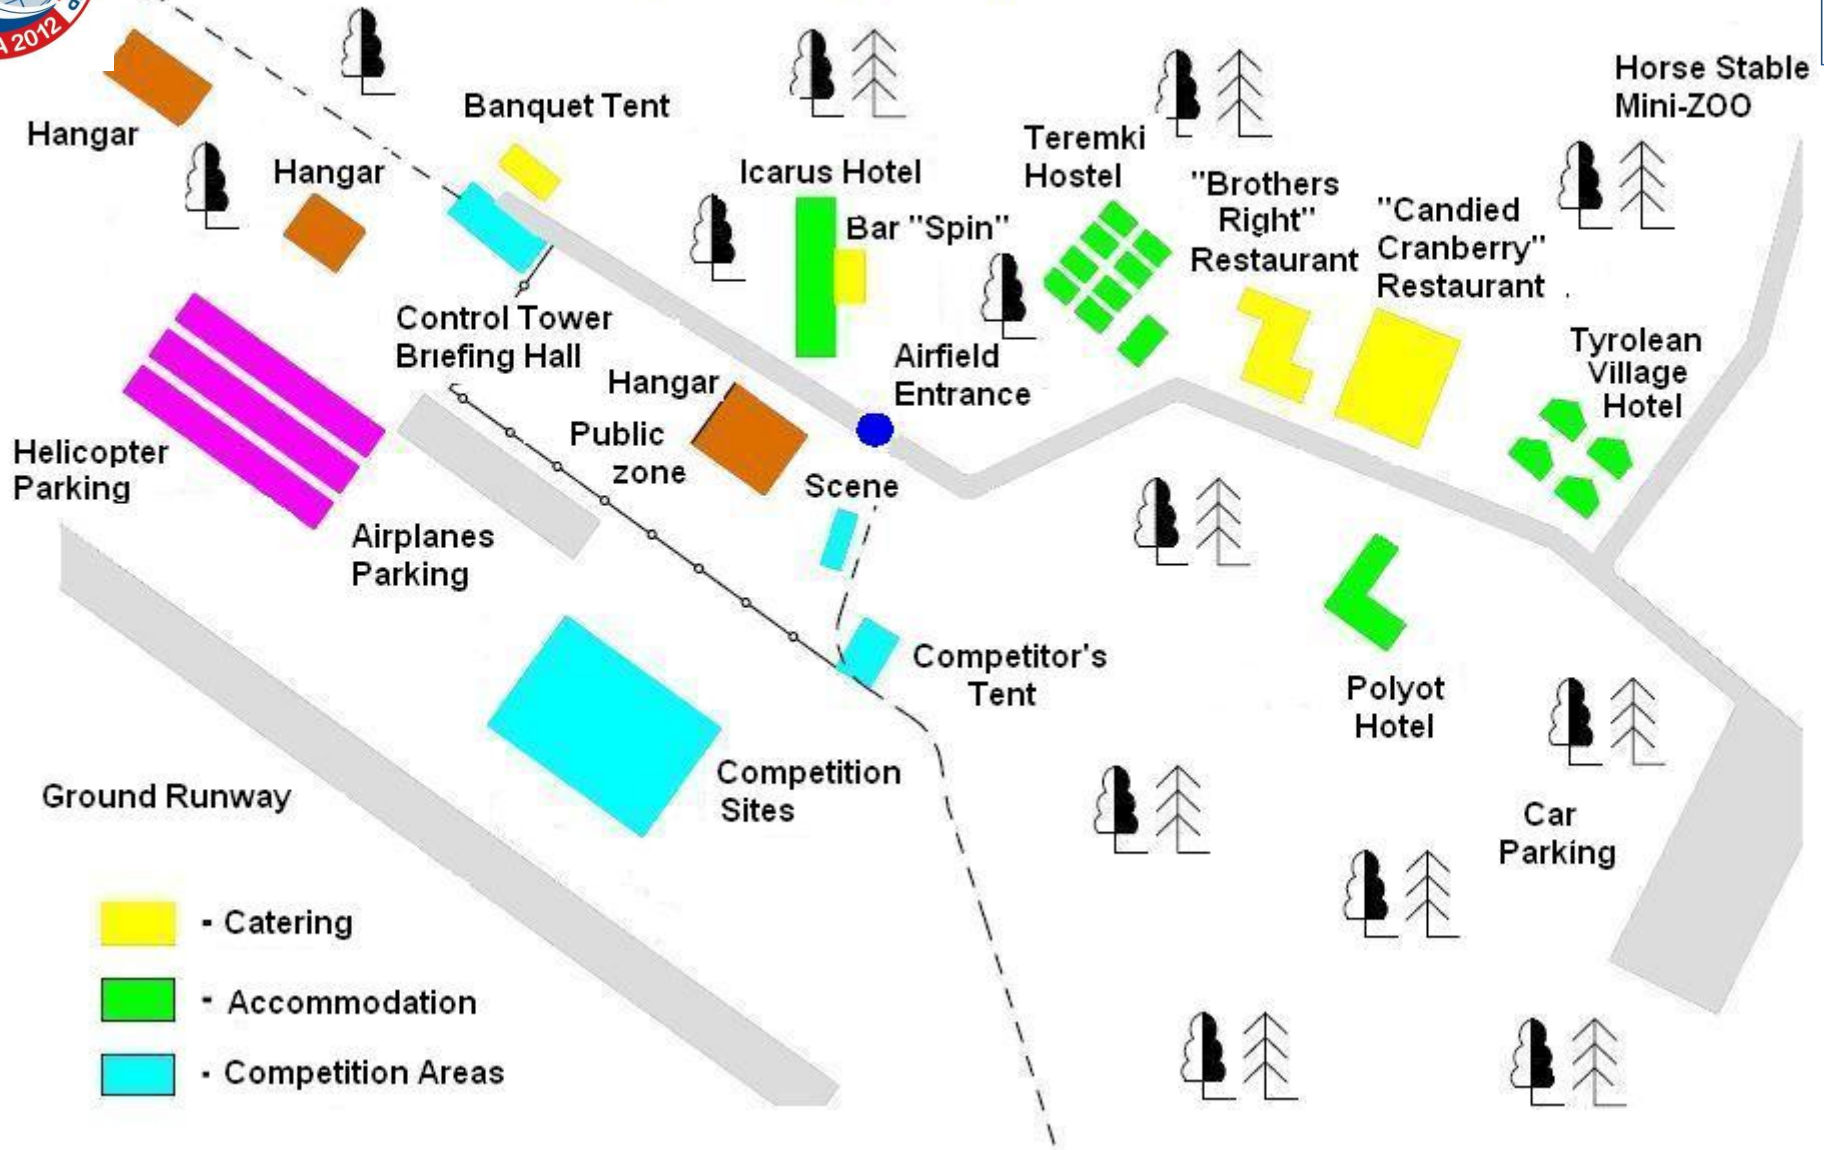 A 2012
Horse Stable
Mini-ZOO
Banquet Tent
Hangar
Hangar
Icarus Hotel
Bar "Spin"
Teremki
Hostel
"Brothers
Right"
Restaurant
"Candied
Cranberry"
Restaurant
Tyrolean
Village
Hotel
Control Tower
Briefing Hall
Airfield
Entrance
Hangar
Public
zone
Scene
Helicopter
Parking
Airplanes
Parking
Competitor's
Tent
Polyot
Hotel
Competition
Sites
Ground Runway
Car
Parking
- Catering
- Accommodation
- Competition Areas